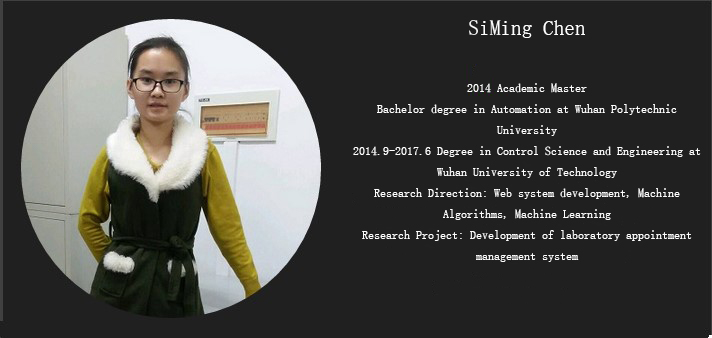 SiMing Chen
2014 Academic Master
Bachelor degree in Automation at Wuhan Polytechnic
University
2014.9-2017.6 Degree in Control Science and Engineering at
Wuhan University of Technology
Research Direction: Web system development, Machine
Algorithms, Machine Learning
Research Project: Development of laboratory appointment
management system